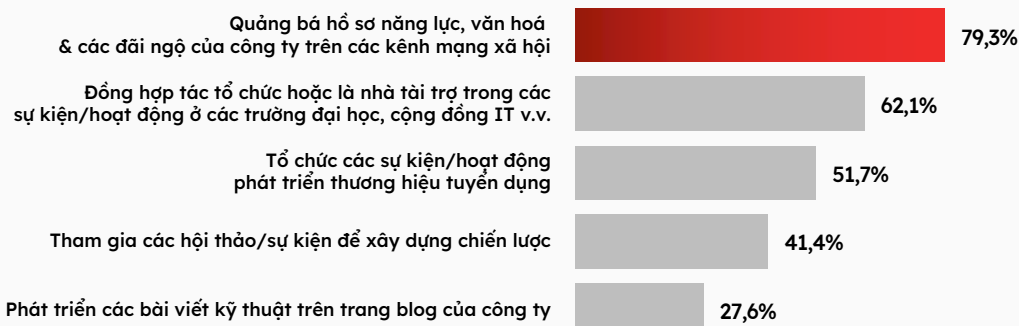 Quảng bá hồ sơ năng lực, văn hoá
& các đãi ngộ của công ty trên các kênh mạng xã hội
79,3%
Đồng hợp tác tổ chức hoặc là nhà tài trợ trong các
sự kiện/hoạt động ở các trường đại học, cộng đồng IT v.v.
62,1%
Tổ chức các sự kiện/hoạt động
phát triển thương hiệu tuyển dụng
51,7%
Tham gia các hội thảo/sự kiện để xây dựng chiến lược
41,4%
Phát triển các bài viết kỹ thuật trên trang blog của công ty
27,6%